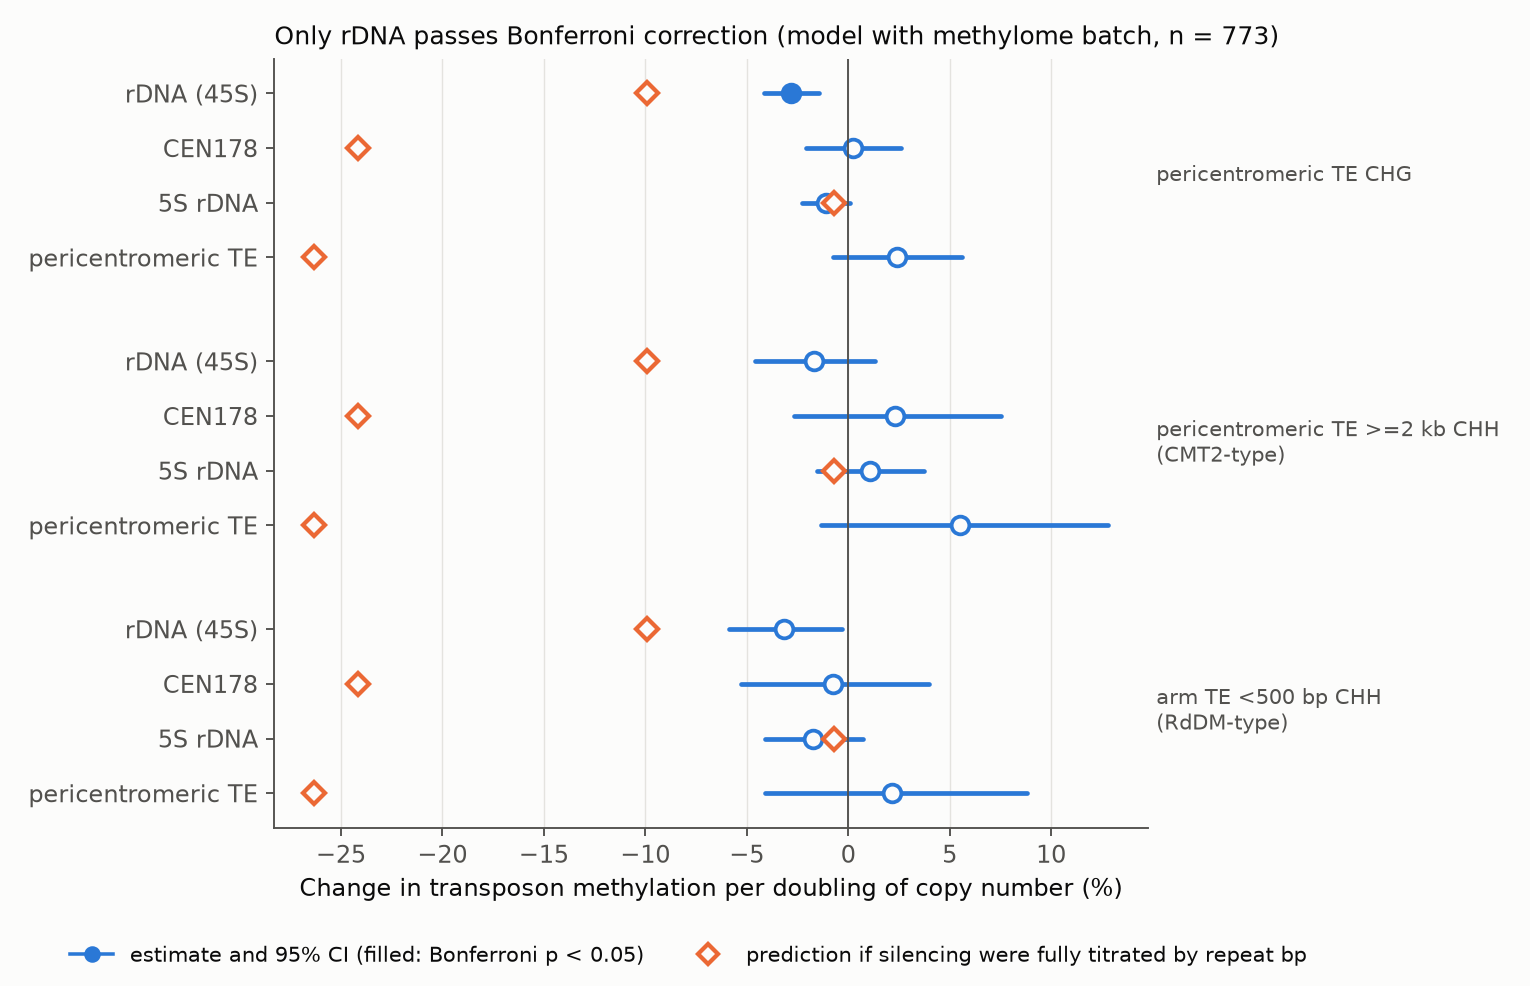 Only rDNA passes Bonferroni correction (model with methylome batch, n = 773)
rDNA (45S)
CEN178
5S rDNA
pericentromeric TE
pericentromeric TE CHG
rDNA (45S)
CEN178
5S rDNA
pericentromeric TE
pericentromeric TE >=2 kb CHH
(CMT2-type)
rDNA (45S)
CEN178
5S rDNA
pericentromeric TE
arm TE <500 bp CHH
(RdDM-type)
−25 −20 −15 −10 −5 0 5 10
Change in transposon methylation per doubling of copy number (%)
estimate and 95% CI (filled: Bonferroni p < 0.05)
prediction if silencing were fully titrated by repeat bp